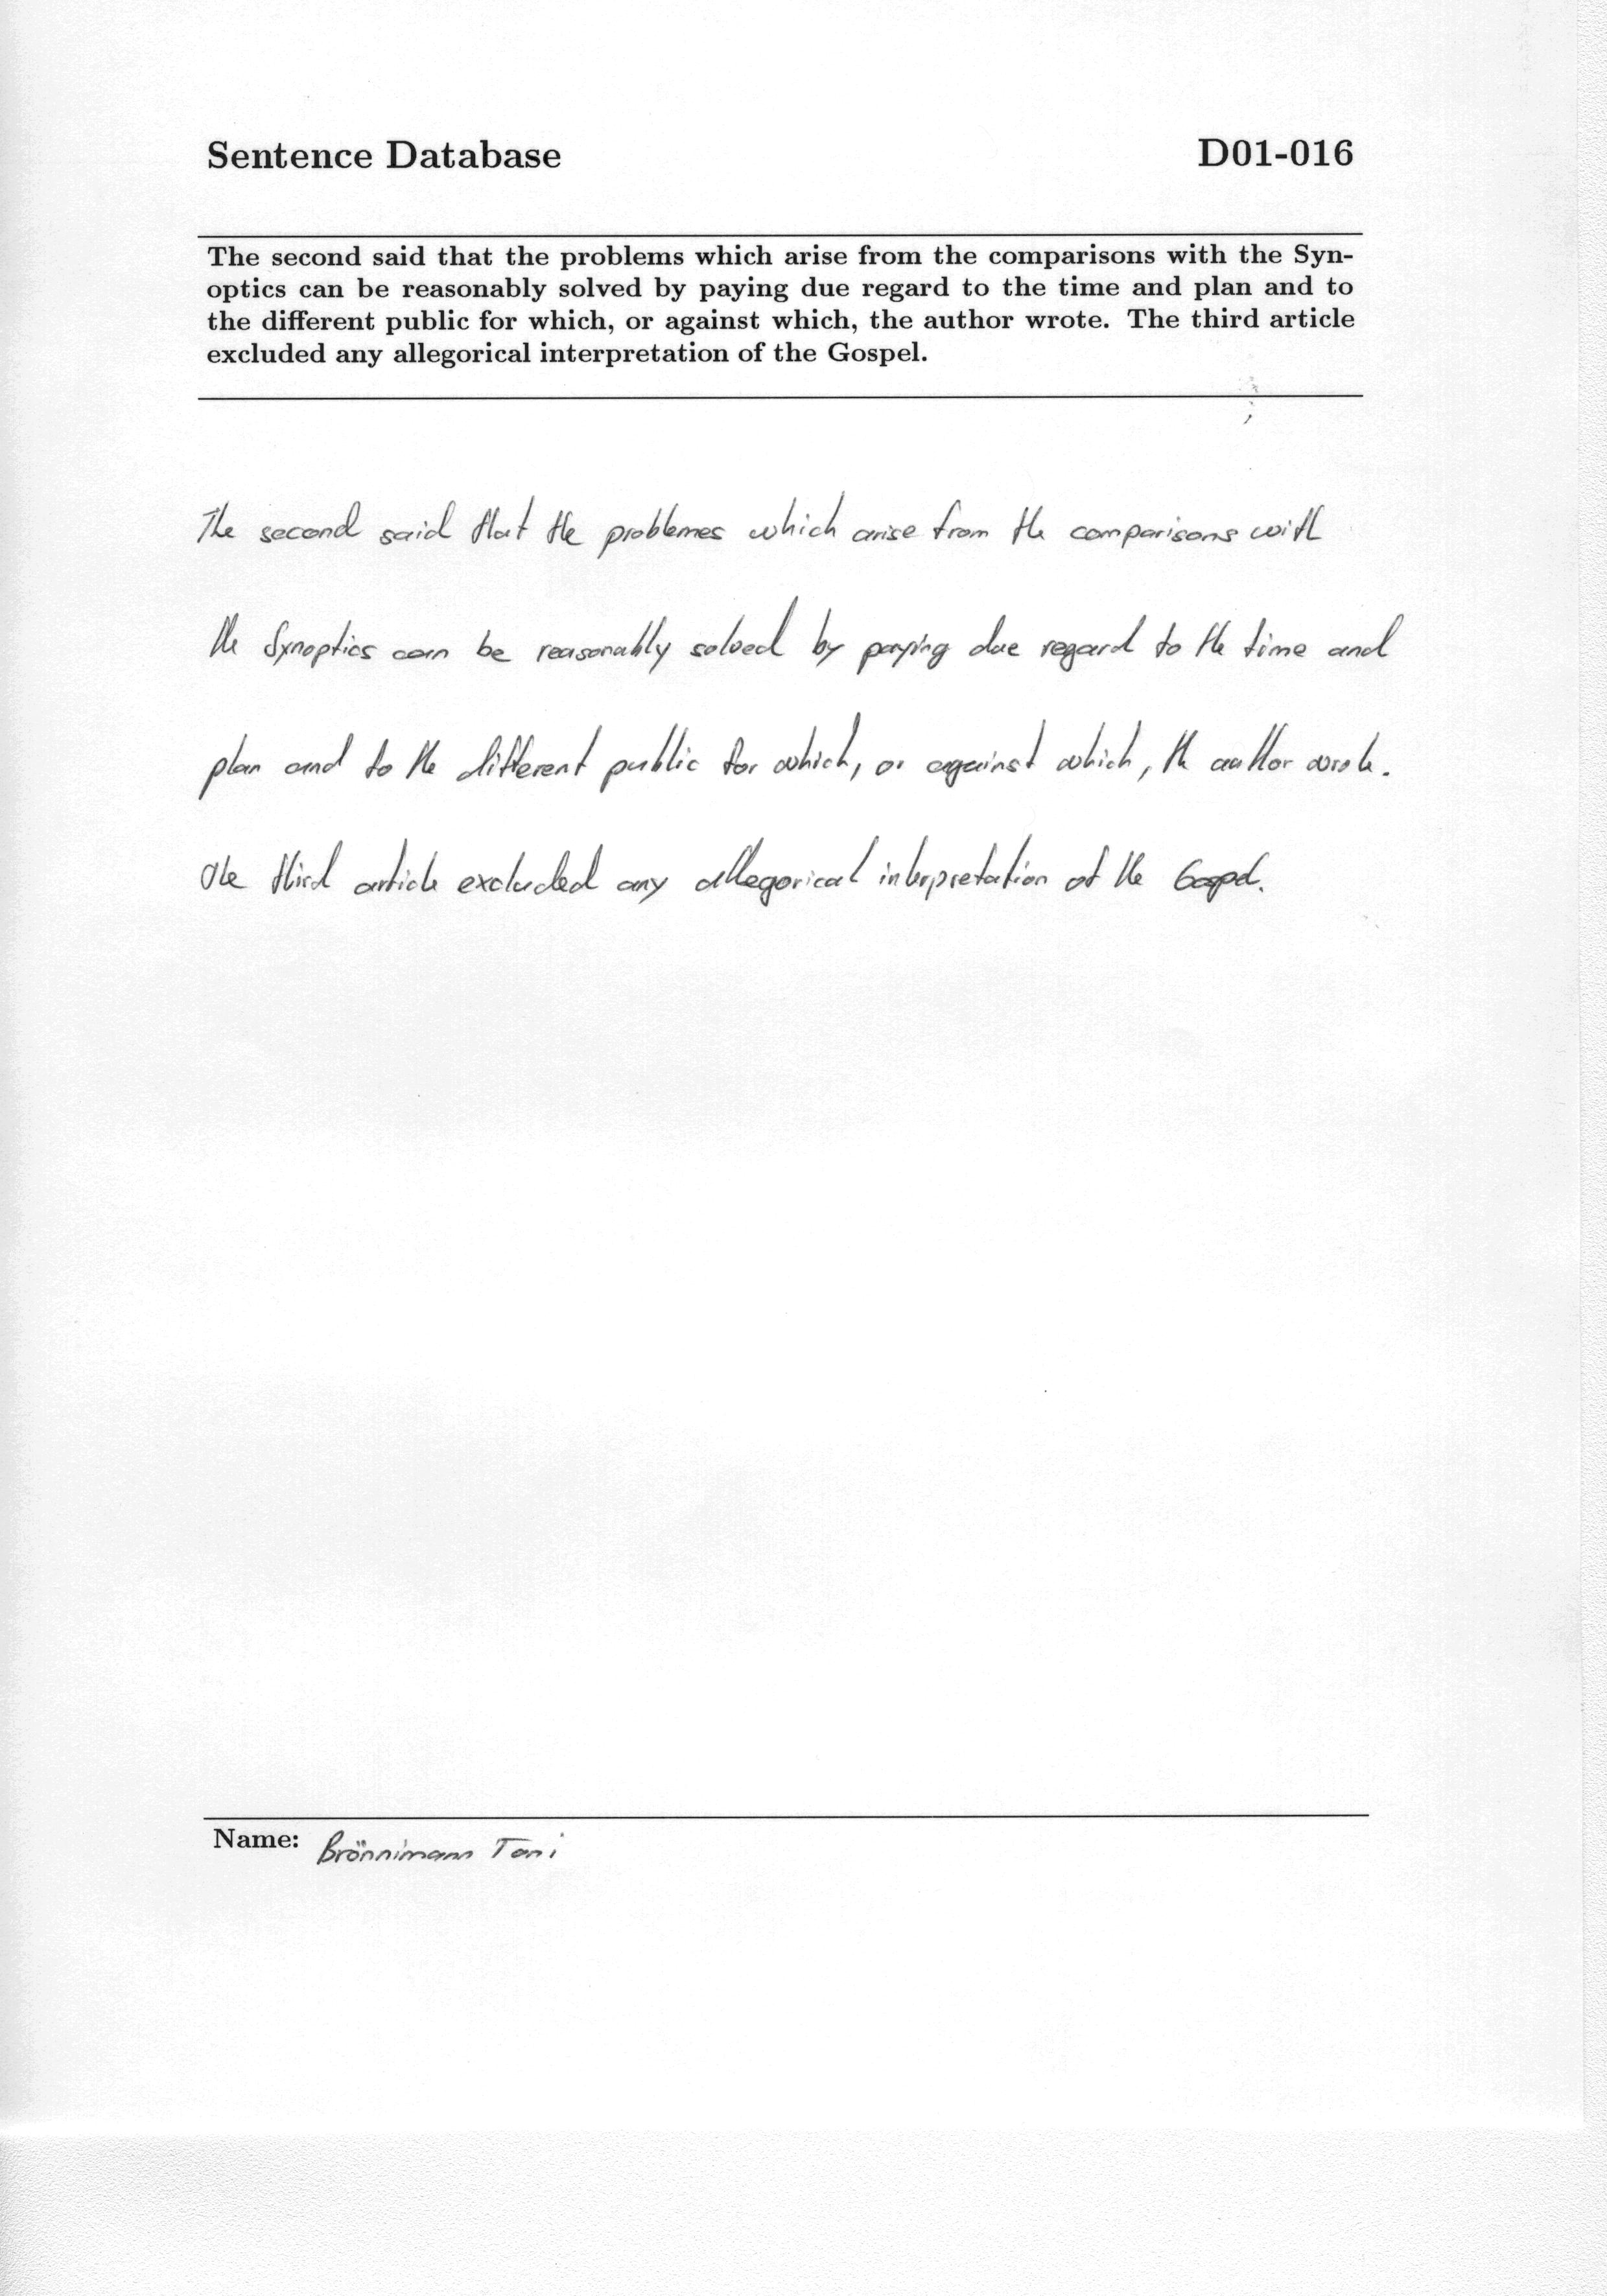 Sentence Database
D01-016
The second said that the problems which arise from the comparisons with the Syn-
optics can be reasonably solved by paying due regard to the time and plan and to
the different public for which, or against which, the author wrote. The third article
excluded any allegorical interpretation of the Gospel.
The second said that the problemes which arise from the comparisons with
the Synoptics can be reasonably solved by paying due regard to the time and
plan and to the different public for which, or against which, the author wrote.
The third article excluded any allegorical interpretation of the Gospel.
Name: Brönnimann Toni